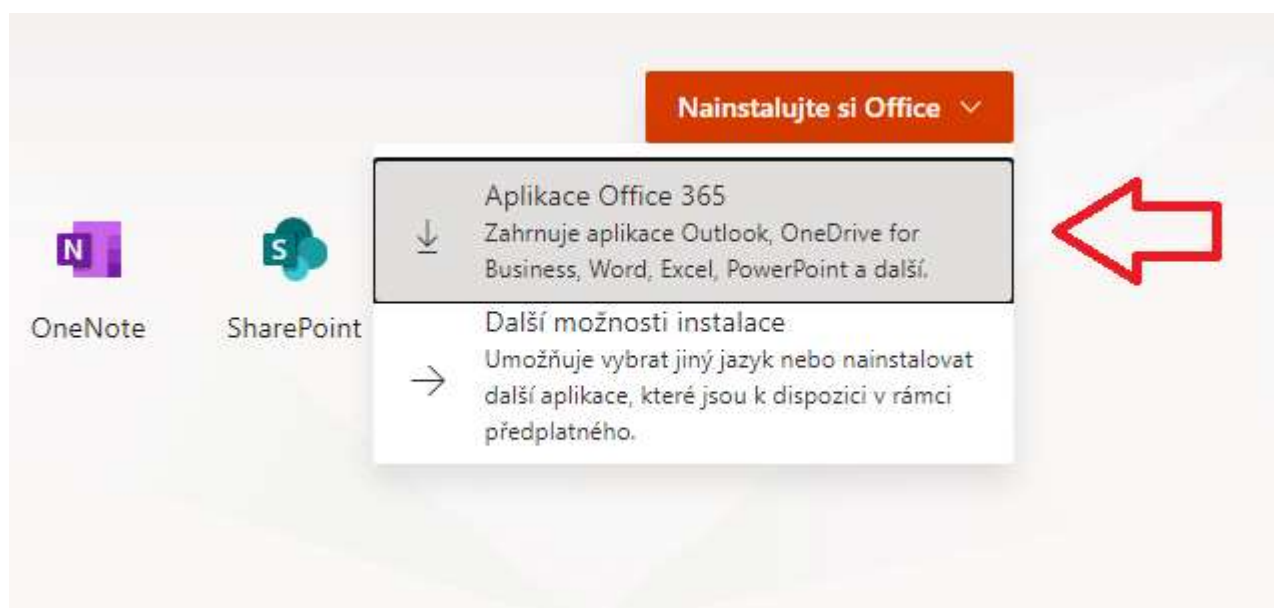 Nainstalujte si Office
Aplikace Office 365
Zahrnuje aplikace Outlook, OneDrive for
Business, Word, Excel, PowerPoint a další.
N
S
OneNote
SharePoint
Další možnosti instalace
Umožňuje vybrat jiný jazyk nebo nainstalovat
další aplikace, které jsou k dispozici v rámci
předplatného.